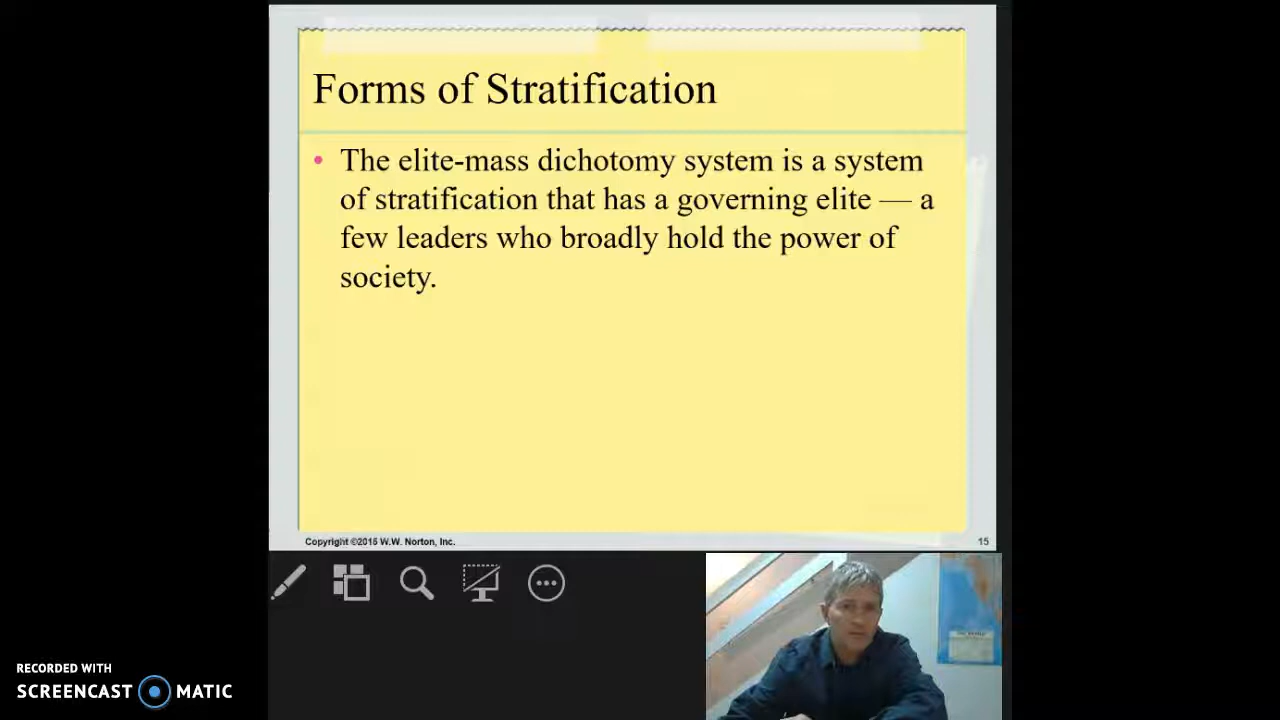 Forms of Stratification
• The elite-mass dichotomy system is a system
of stratification that has a governing elite — a
few leaders who broadly hold the power of
society.
Copyright ©2016 W.W. Norton, Inc.
15
RECORDED WITH
SCREENCAST MATIC